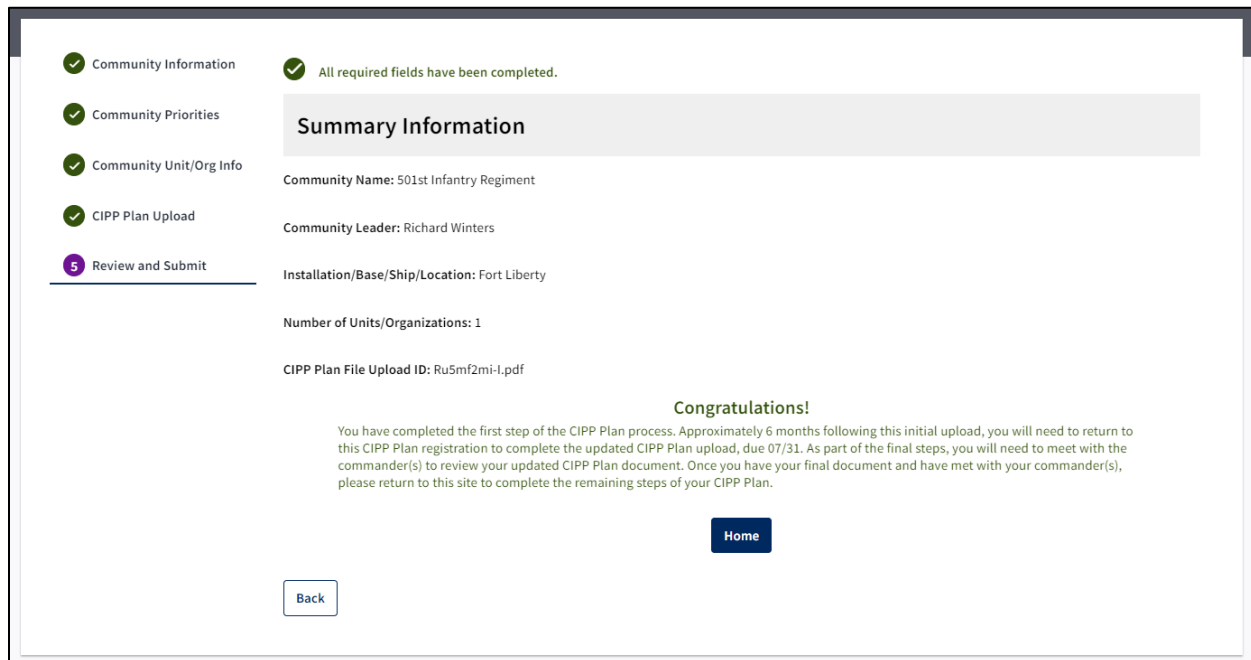 Community Information
Community Priorities
Community Unit/Org Info
CIPP Plan Upload
5 Review and Submit
All required fields have been completed.
Summary Information
Community Name: 501st Infantry Regiment
Community Leader: Richard Winters
Installation/Base/Ship/Location: Fort Liberty
Number of Units/Organizations: 1
CIPP Plan File Upload ID: Ru5mf2mi-I.pdf
Congratulations!
You have completed the first step of the CIPP Plan process. Approximately 6 months following this initial upload, you will need to return to
this CIPP Plan registration to complete the updated CIPP Plan upload, due 07/31. As part of the final steps, you will need to meet with the
commander(s) to review your updated CIPP Plan document. Once you have your final document and have met with your commander(s),
please return to this site to complete the remaining steps of your CIPP Plan.
Home
Back